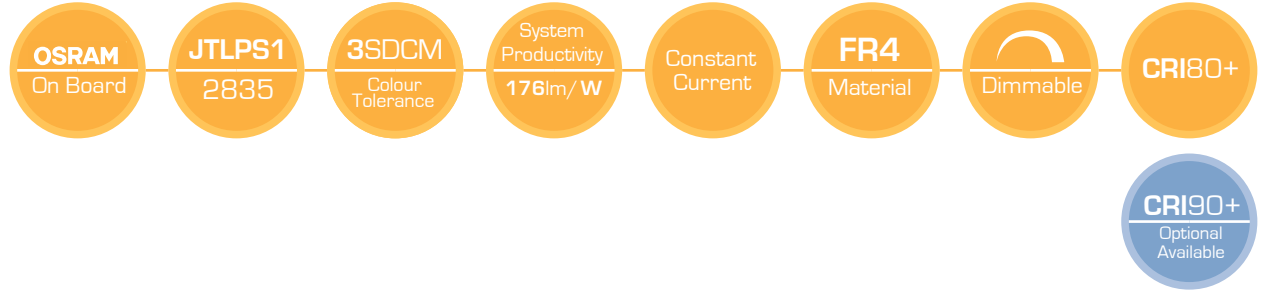 OSRAM
On Board
JTLPS1
2835
3SDCM
Colour
Tolerance
System
Productivity
176lm/W
Constant
Current
FR4
Material
Dimmable
CRI80+
CRI90+
Optional
Available